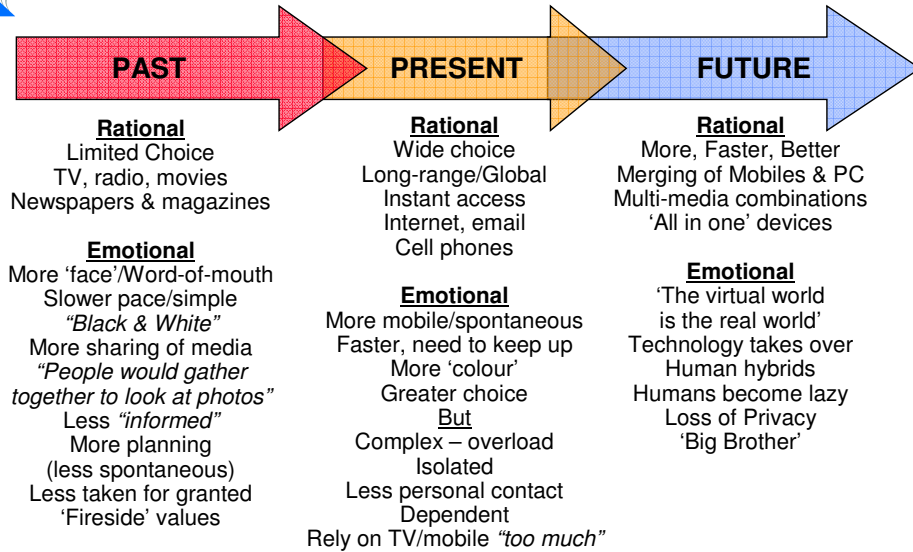 PAST
PRESENT
FUTURE
Rational
Limited Choice
TV, radio, movies
Newspapers & magazines
Emotional
More ‘face’/Word-of-mouth
Slower pace/simple
“Black & White”
More sharing of media
“People would gather
together to look at photos”
Less “informed”
More planning
(less spontaneous)
Less taken for granted
‘Fireside’ values
Rational
Wide choice
Long-range/Global
Instant access
Internet, email
Cell phones
Emotional
More mobile/spontaneous
Faster, need to keep up
More ‘colour’
Greater choice
But
Complex – overload
Isolated
Less personal contact
Dependent
Rely on TV/mobile “too much”
Rational
More, Faster, Better
Merging of Mobiles & PC
Multi-media combinations
‘All in one’ devices
Emotional
‘The virtual world
is the real world’
Technology takes over
Human hybrids
Humans become lazy
Loss of Privacy
‘Big Brother’